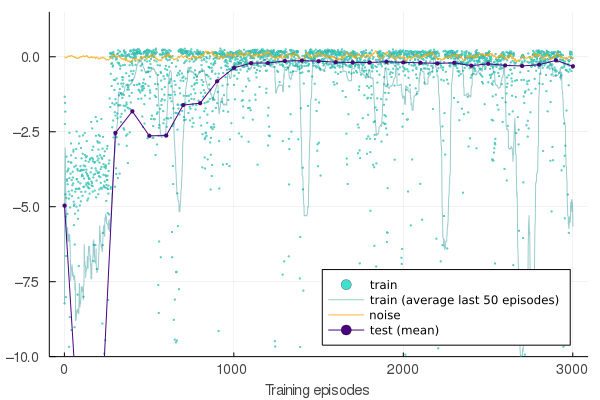 0.0
−2.5
−5.0
−7.5
−10.0
0
1000
2000
3000
Training episodes
train
train (average last 50 episodes)
noise
test (mean)